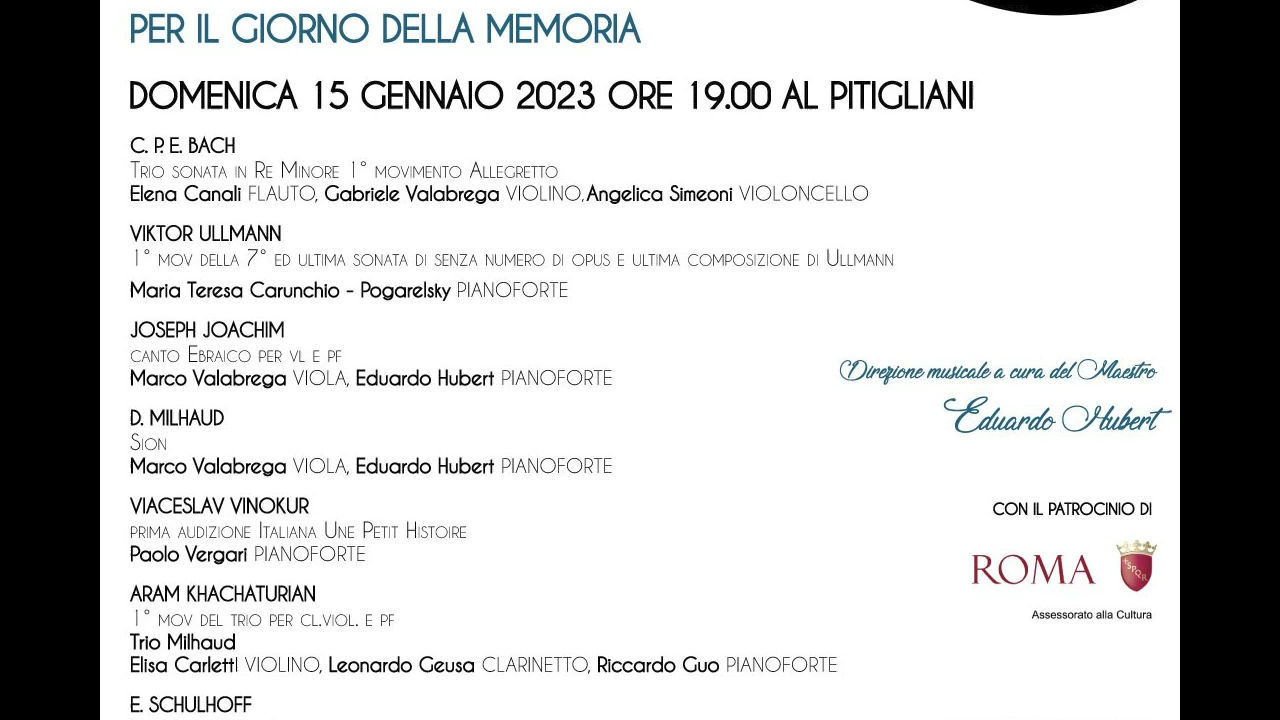 PER IL GIORNO DELLA MEMORIA
DOMENICA 15 GENNAIO 2023 ORE 19.00 AL PITIGLIANI
C. P. E. BACH
Trio sonata in Re Minore 1° movimento Allegretto
Elena Canali FLAUTO, Gabriele Valabrega VIOLINO, Angelica Simeoni VIOLONCELLO
VIKTOR ULLMANN
1° mov della 7° ed ultima sonata di senza numero di opus e ultima composizione di Ullmann
Maria Teresa Carunchio - Pogarelsky PIANOFORTE
JOSEPH JOACHIM
canto Ebraico per vl e pf
Marco Valabrega VIOLA, Eduardo Hubert PIANOFORTE
D. MILHAUD
Sion
Marco Valabrega VIOLA, Eduardo Hubert PIANOFORTE
VIACESLAV VINOKUR
prima audizione Italiana Une Petit Histoire
Paolo Vergari PIANOFORTE
ARAM KHACHATURIAN
1° mov del trio per cl.viol. e pf
Trio Milhaud
Elisa Carletti VIOLINO, Leonardo Geusa CLARINETTO, Riccardo Guo PIANOFORTE
E. SCHULHOFF
Direzione musicale a cura del Maestro
Eduardo Hubert
CON IL PATROCINIO DI
ROMA
SPQR
Assessorato alla Cultura